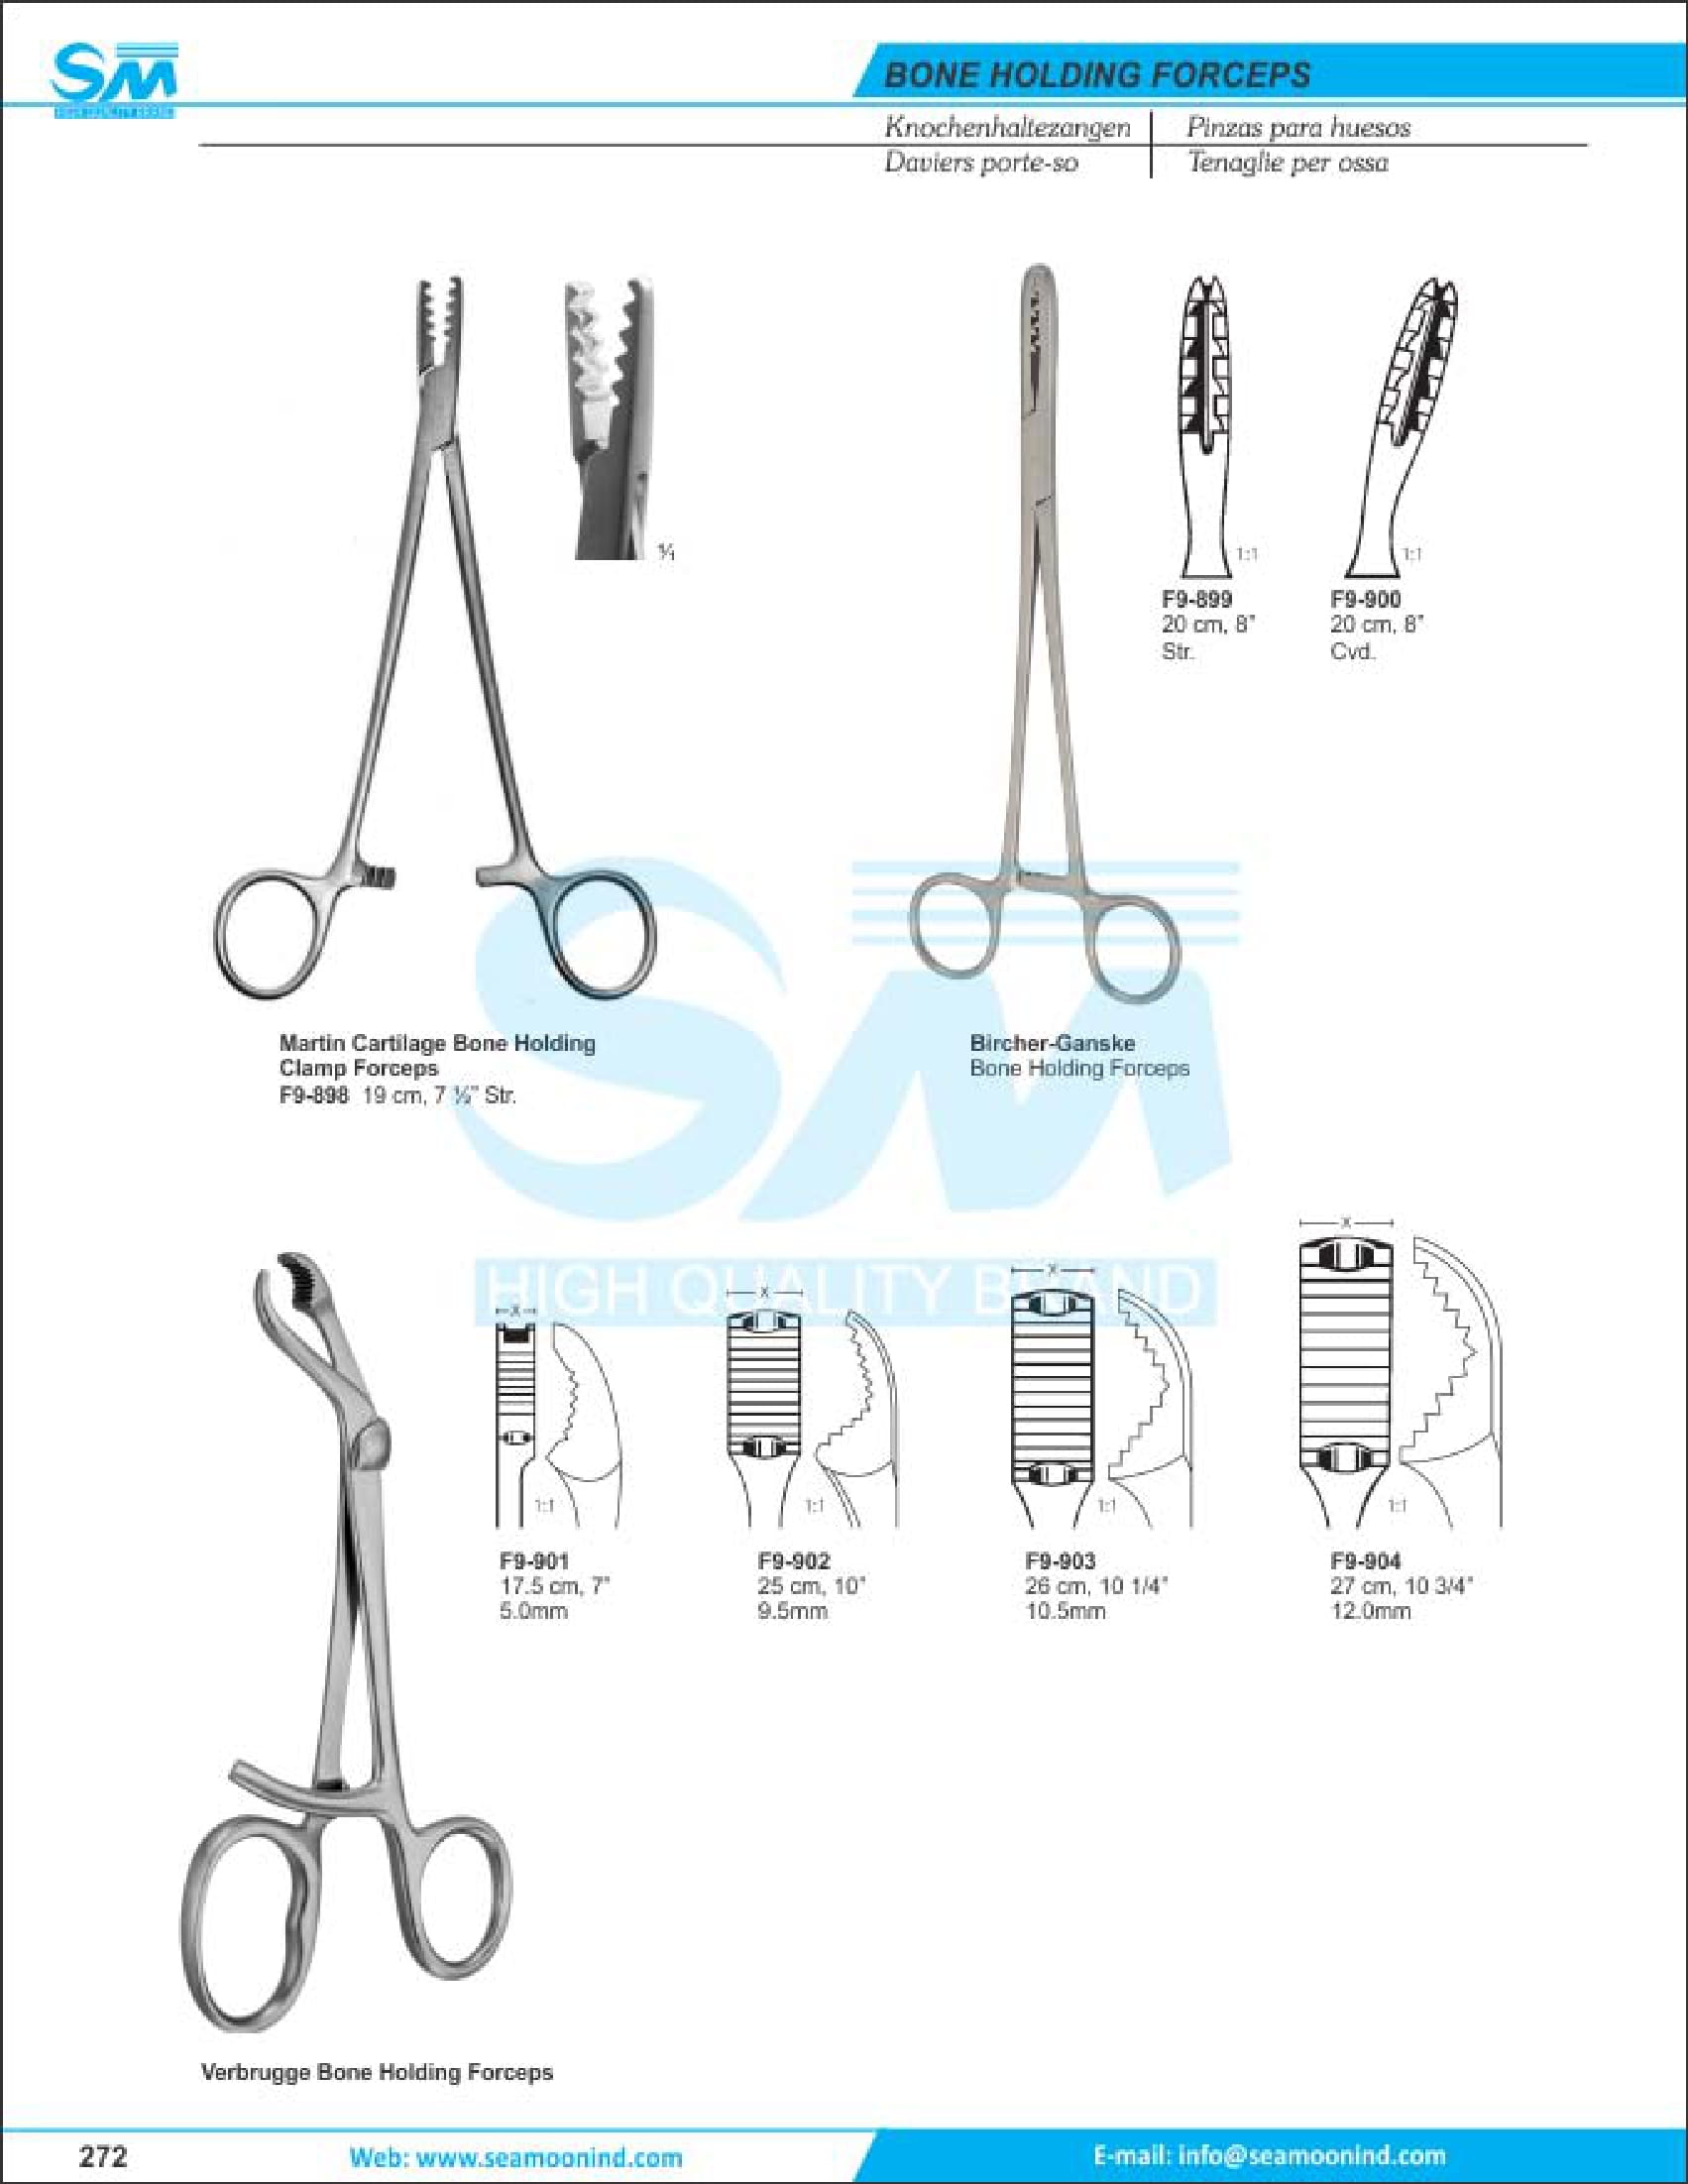 SM
BONE HOLDING FORCEPS
Knochenhaltezangen
Pinzas para huesos
Daviers porte-so
Tenaglie per ossa
1/1
1:1
1:1
F9-899
20 cm, 8"
Str.
F9-900
20 cm, 8"
Cvd.
Martin Cartilage Bone Holding
Clamp Forceps
F9-898 19 cm, 7 ½" Str.
Bircher-Ganske
Bone Holding Forceps
SM
HIGH QUALITY BRAND
X
X
X
X
1:1
1:1
1:1
1:1
F9-901
17.5 cm, 7"
5.0mm
F9-902
25 cm, 10"
9.5mm
F9-903
26 cm, 10 1/4"
10.5mm
F9-904
27 cm, 10 3/4"
12.0mm
Verbrugge Bone Holding Forceps
272
Web: www.seamoonind.com
E-mail: info@seamoonind.com